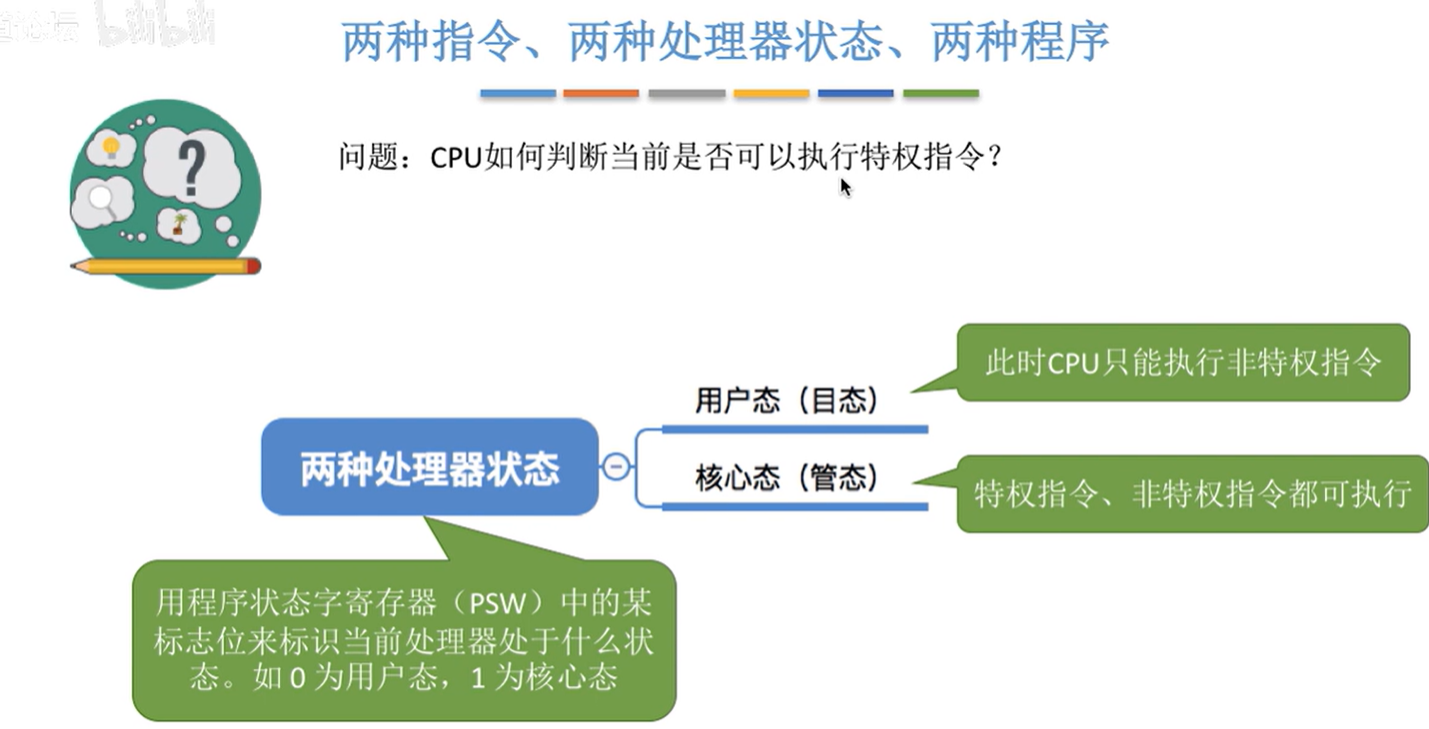 论坛 bilibili
两种指令、两种处理器状态、两种程序
问题：CPU如何判断当前是否可以执行特权指令？
此时CPU只能执行非特权指令
用户态（目态）
两种处理器状态
核心态（管态）
特权指令、非特权指令都可执行
用程序状态字寄存器（PSW）中的某
标志位来标识当前处理器处于什么状
态。如 0 为用户态，1 为核心态